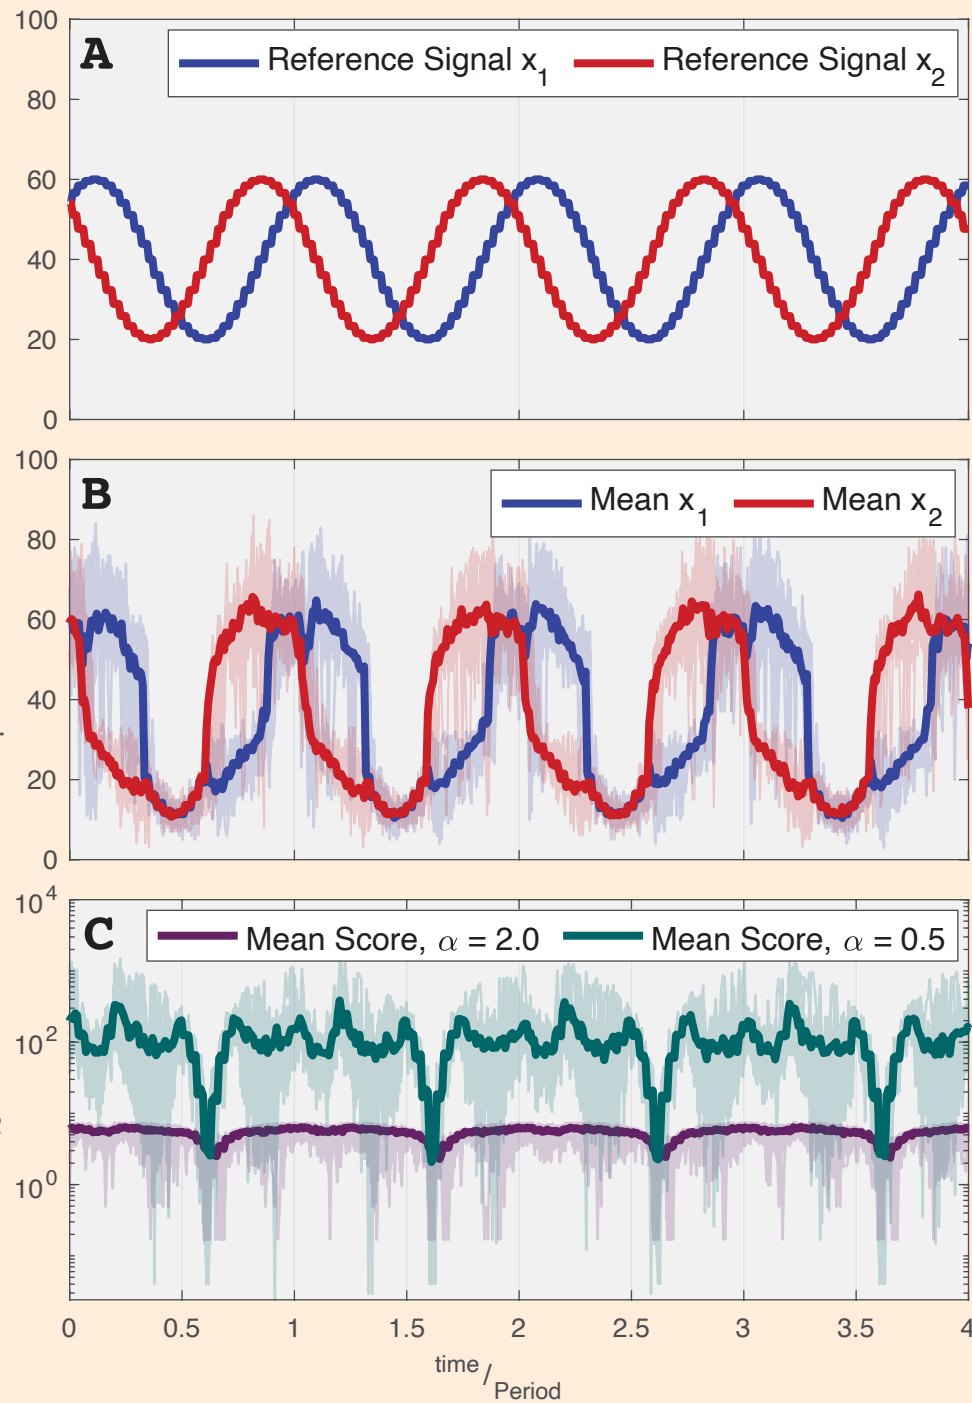 100
A
Reference Signal x1
Reference Signal x2
80
60
40
20
0
100
B
Mean x1
Mean x2
80
60
40
20
0
10^4
C
Mean Score, α = 2.0
Mean Score, α = 0.5
10^2
10^0
0 0.5 1 1.5 2 2.5 3 3.5 4
time/Period